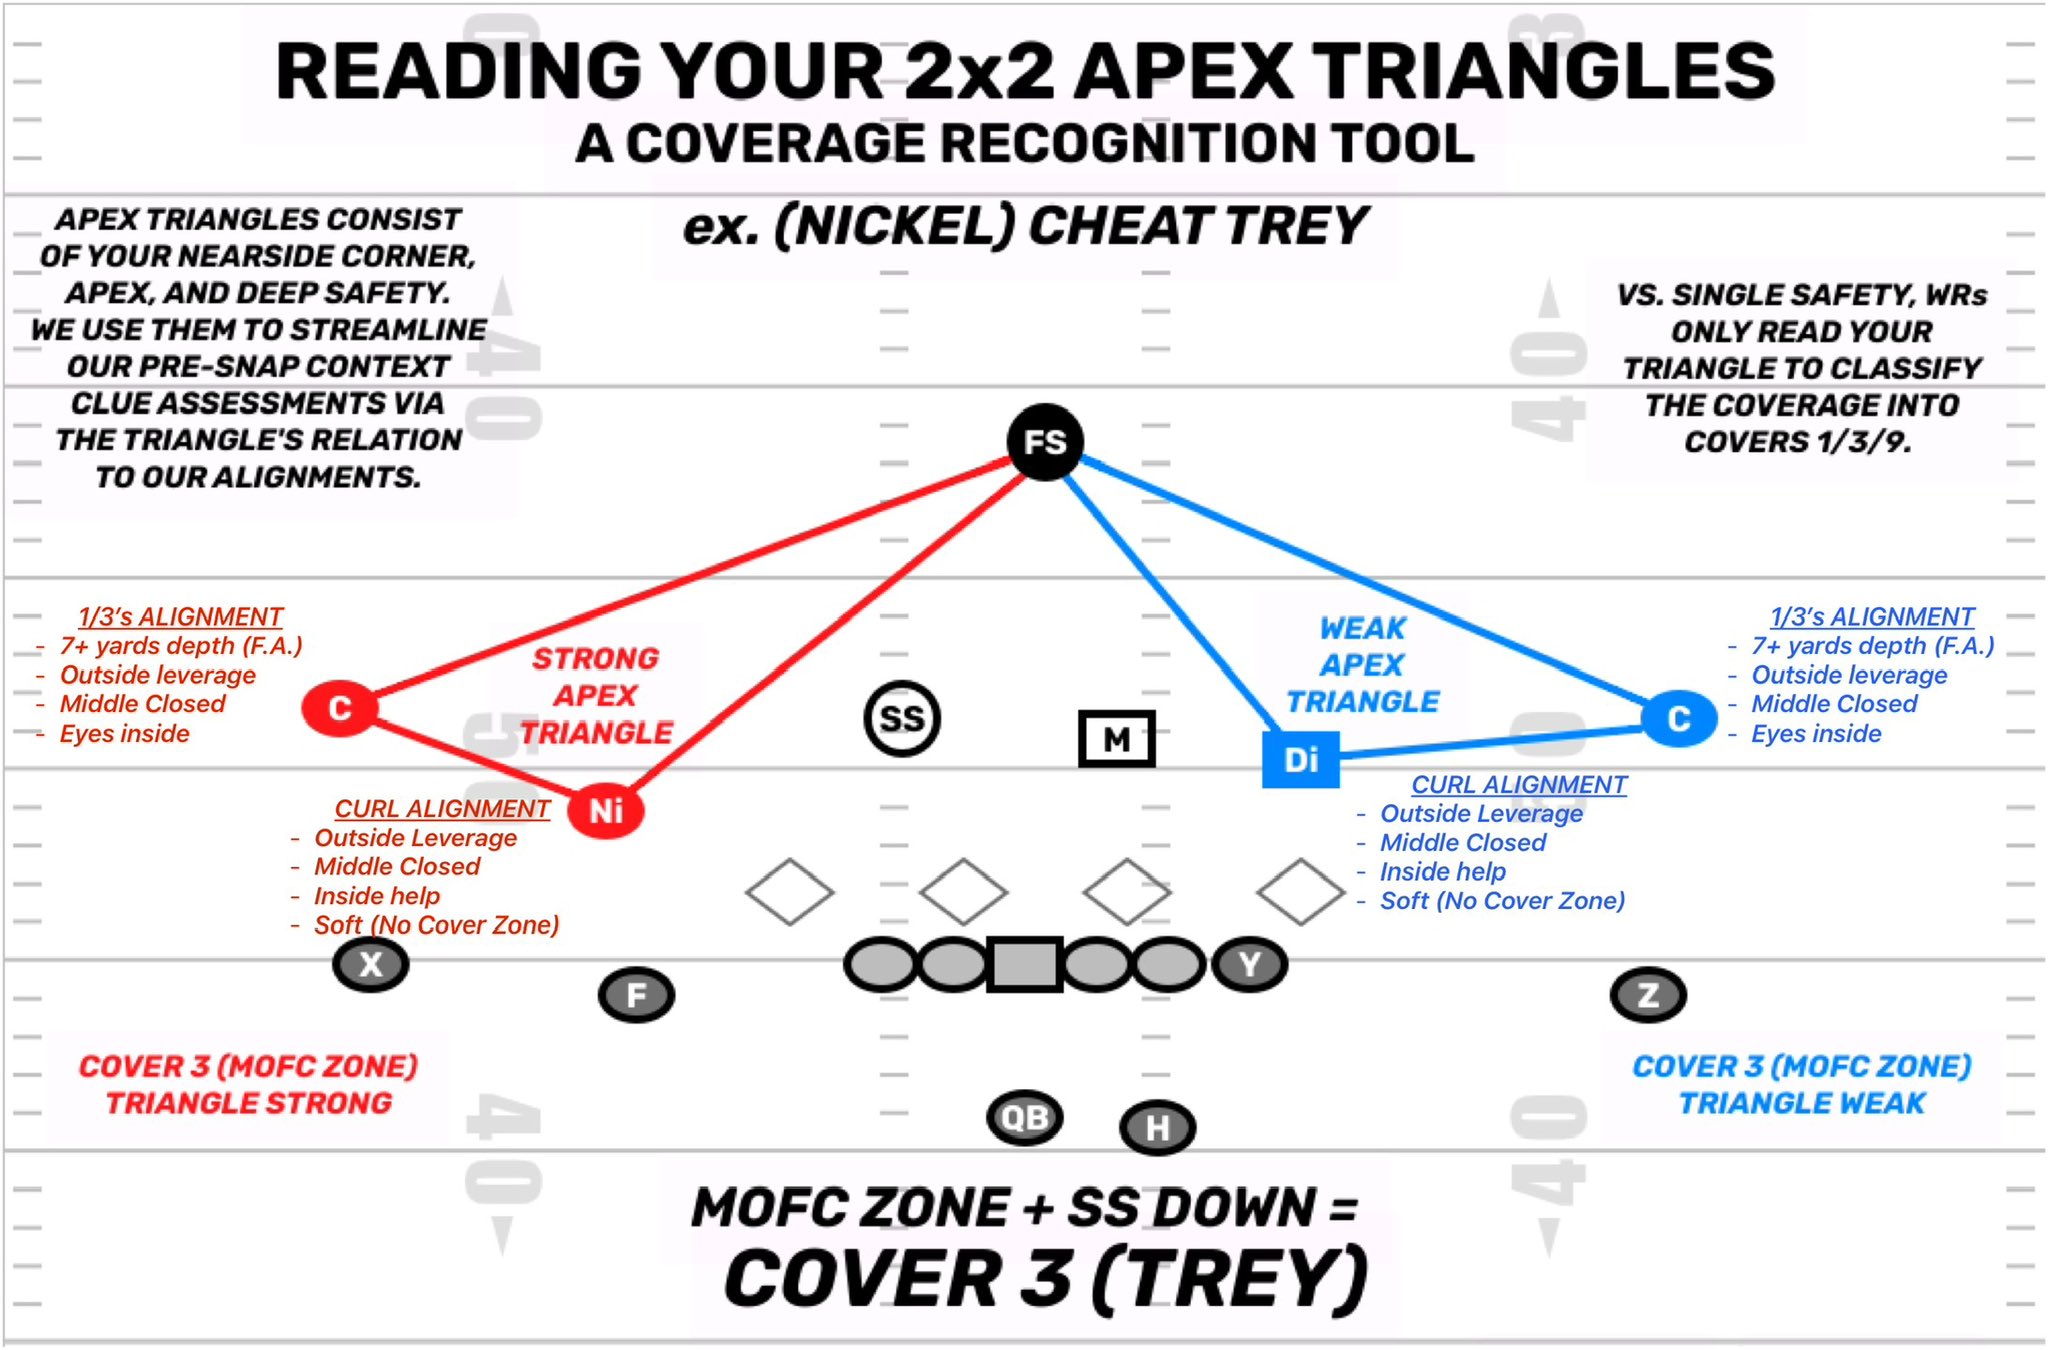 READING YOUR 2x2 APEX TRIANGLES
A COVERAGE RECOGNITION TOOL
ex. (NICKEL) CHEAT TREY
APEX TRIANGLES CONSIST
OF YOUR NEARSIDE CORNER,
APEX, AND DEEP SAFETY.
WE USE THEM TO STREAMLINE
OUR PRE-SNAP CONTEXT
CLUE ASSESSMENTS VIA
THE TRIANGLE'S RELATION
TO OUR ALIGNMENTS.
VS. SINGLE SAFETY, WRs
ONLY READ YOUR
TRIANGLE TO CLASSIFY
THE COVERAGE INTO
COVERS 1/3/9.
40
40
FS
1/3's ALIGNMENT
- 7+ yards depth (F.A.)
- Outside leverage
- Middle Closed
- Eyes inside
C
STRONG
APEX
TRIANGLE
SS
M
WEAK
APEX
TRIANGLE
Di
C
1/3's ALIGNMENT
- 7+ yards depth (F.A.)
- Outside leverage
- Middle Closed
- Eyes inside
CURL ALIGNMENT
- Outside Leverage
- Middle Closed
- Inside help
- Soft (No Cover Zone)
Ni
CURL ALIGNMENT
- Outside Leverage
- Middle Closed
- Inside help
- Soft (No Cover Zone)
X
F
Y
Z
COVER 3 (MOFC ZONE)
TRIANGLE STRONG
QB
H
COVER 3 (MOFC ZONE)
TRIANGLE WEAK
40
40
MOFC ZONE + SS DOWN =
COVER 3 (TREY)